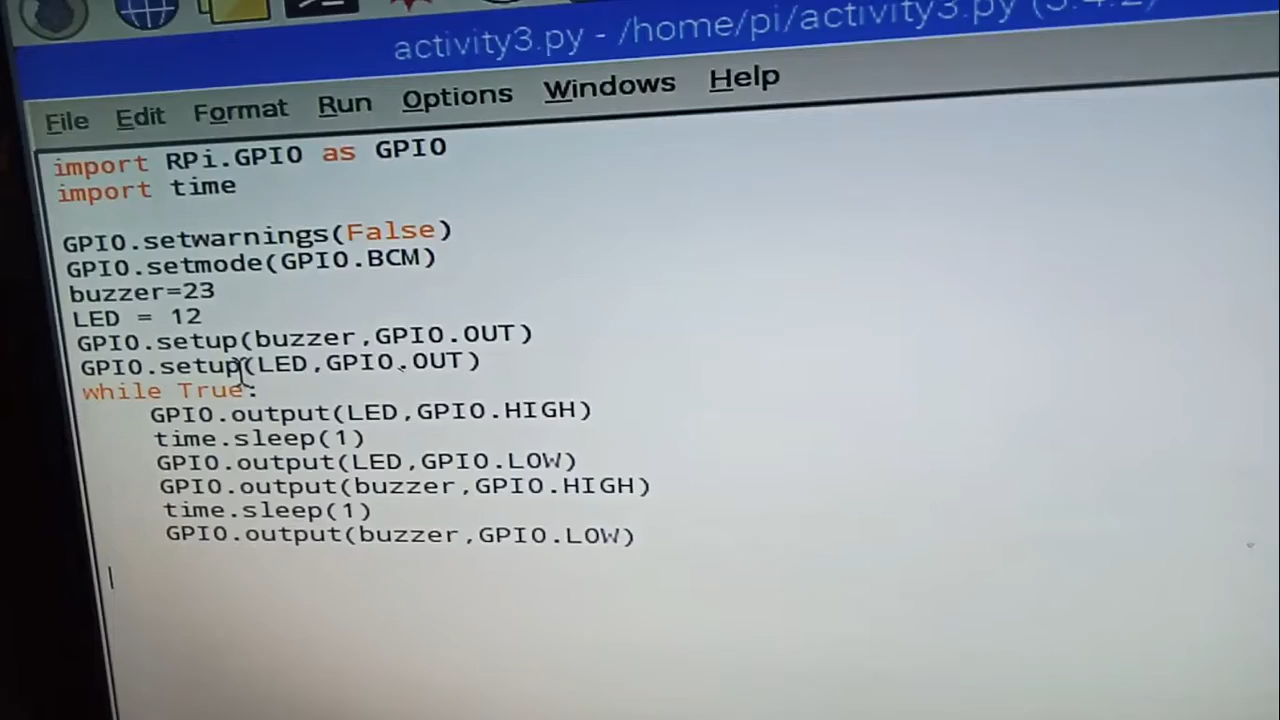 activity3.py - /home/pi/activity3.py (3.4.2)
File Edit Format Run Options Windows Help
import RPi.GPIO as GPIO
import time
GPIO.setwarnings(False)
GPIO.setmode(GPIO.BCM)
buzzer=23
LED = 12
GPIO.setup(buzzer,GPIO.OUT)
GPIO.setup(LED,GPIO.OUT)
while True:
GPIO.output(LED,GPIO.HIGH)
time.sleep(1)
GPIO.output(LED,GPIO.LOW)
GPIO.output(buzzer,GPIO.HIGH)
time.sleep(1)
GPIO.output(buzzer,GPIO.LOW)